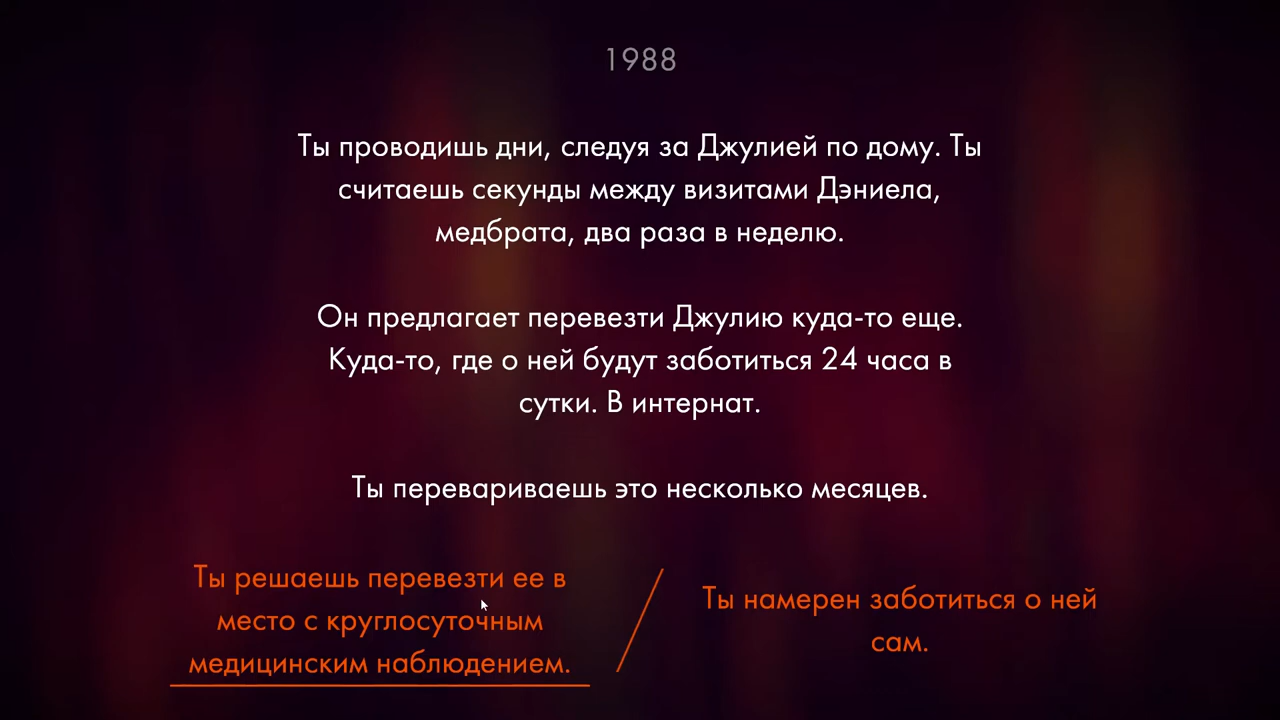 1988
Ты проводишь дни, следуя за Джулией по дому. Ты
считаешь секунды между визитами Дэниела,
медбрата, два раза в неделю.
Он предлагает перевезти Джулию куда-то еще.
Куда-то, где о ней будут заботиться 24 часа в
сутки. В интернат.
Ты перевариваешь это несколько месяцев.
Ты решаешь перевезти ее в
место с круглосуточным
медицинским наблюдением.
Ты намерен заботиться о ней
сам.